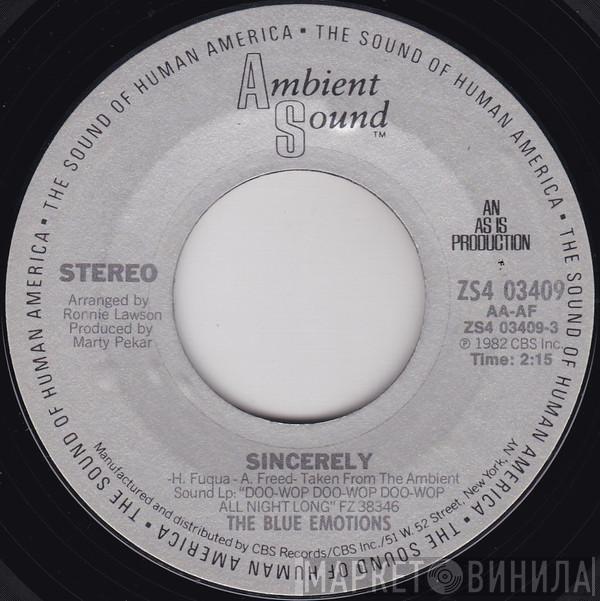 THE SOUND OF HUMAN AMERICA • THE SOUND OF HUMAN AMERICA • THE SOUND OF HUMAN AMERICA • THE SOUND OF HUMAN AMERICA • THE SOUND OF HUMAN AMERICA •
Ambient
Sound™
AN
AS IS
PRODUCTION
STEREO
Arranged by
Ronnie Lawson
Produced by
Marty Pekar
ZS4 03409
AA-AF
ZS4 03409-3
℗ 1982 CBS Inc.
Time: 2:15
SINCERELY
-H. Fuqua - A. Freed- Taken From The Ambient
Sound Lp: "DOO-WOP DOO-WOP DOO-WOP
ALL NIGHT LONG" FZ 38346
THE BLUE EMOTIONS
Manufactured and distributed by CBS Records/CBS Inc./51 W. 52 Street, New York, NY
МАРКЕТ ВИНИЛА